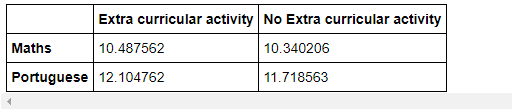 Extra curricular activity No Extra curricular activity
Maths 10.487562 10.340206
Portuguese 12.104762 11.718563